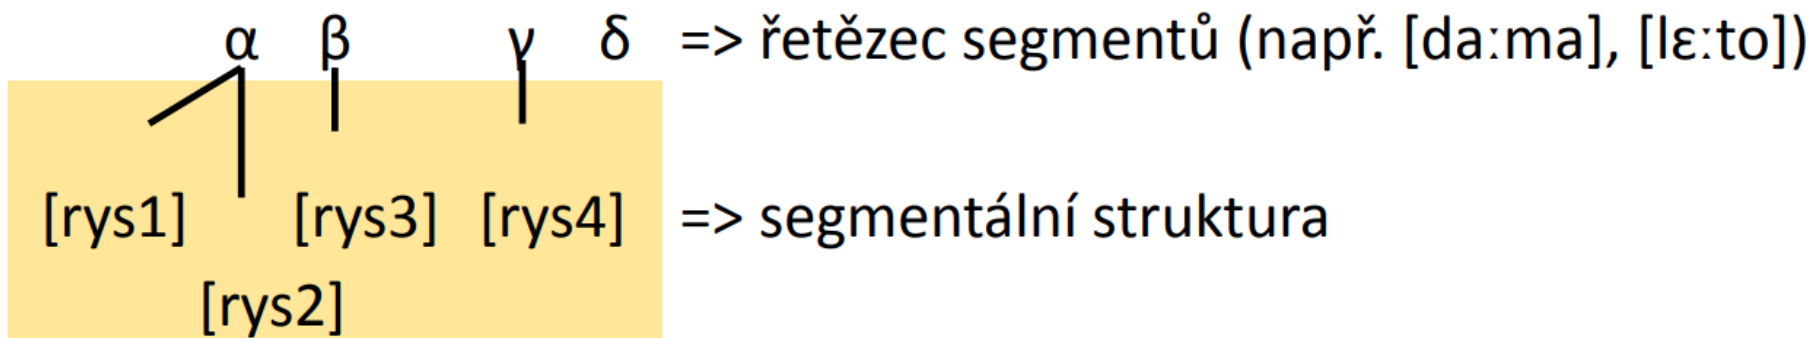 α β γ δ => řetězec segmentů (např. [daːma], [lɛːto])
[rys1] [rys3] [rys4] => segmentální struktura
[rys2]